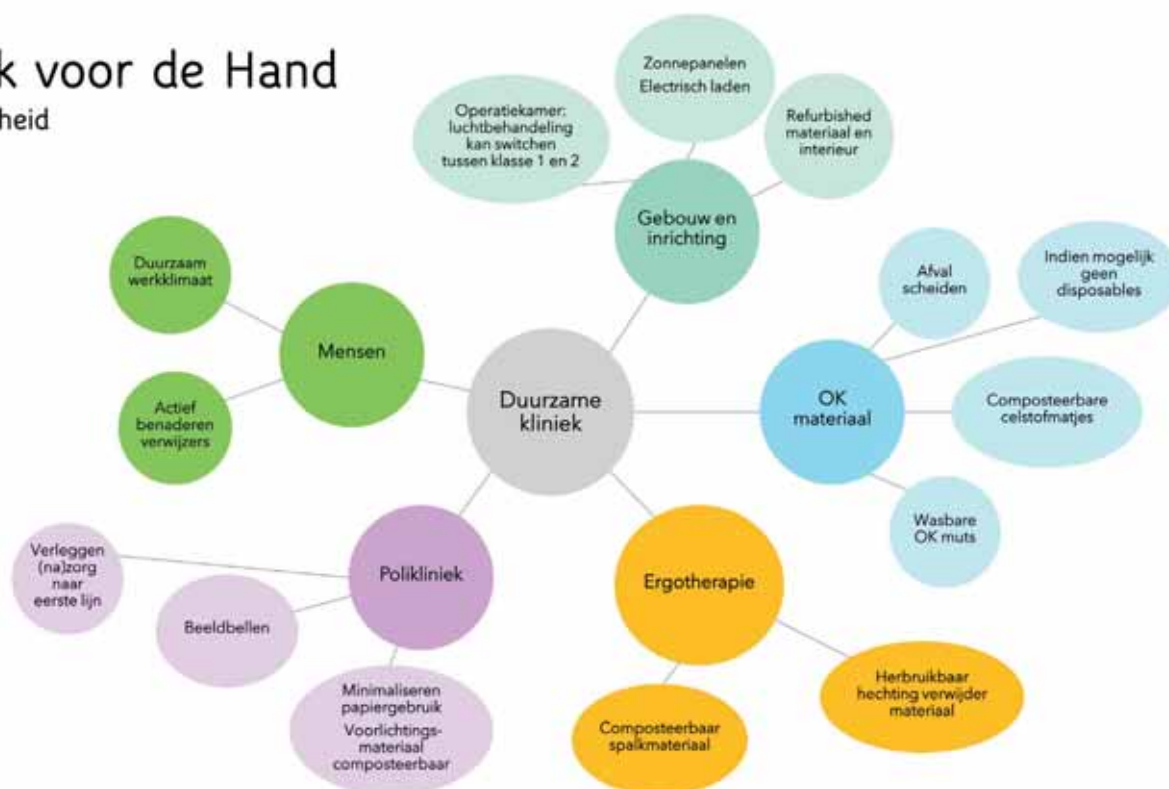 k voor de Hand
heid
Zonnepanelen
Electrisch laden
Operatiekamer:
luchtbehandeling
kan switchen
tussen klasse 1 en 2
Refurbished
materiaal en
interieur
Gebouw en
inrichting
Duurzaam
werkklimaat
Mensen
Actief
benaderen
verwijzers
Duurzame
kliniek
Afval
scheiden
Indien mogelijk
geen
disposables
OK
materiaal
Composteerbare
celstofmatjes
Wasbare
OK muts
Verleggen
(na)zorg
naar
eerste lijn
Beeldbellen
Polikliniek
Minimaliseren
papiergebruik
Voorlichtings-
materiaal
composteerbaar
Ergotherapie
Composteerbaar
spalkmateriaal
Herbruikbaar
hechting verwijder
materiaal